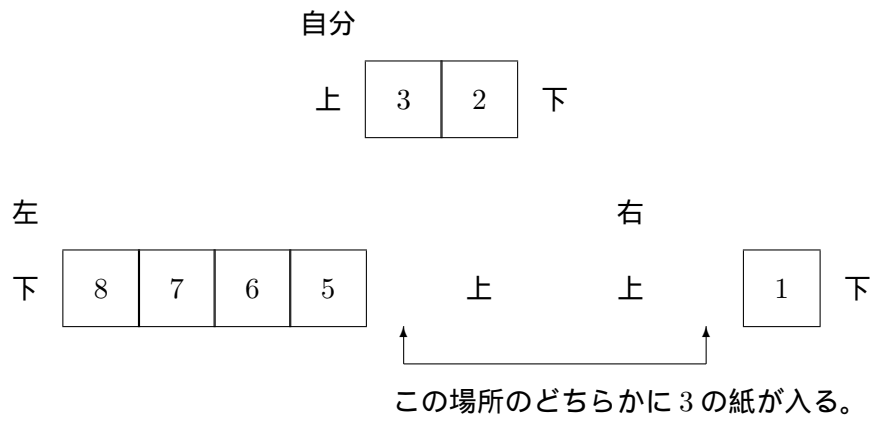 自分
上 3 2 下
左 右
下 8 7 6 5 上 上 1 下
この場所のどちらかに 3 の紙が入る。